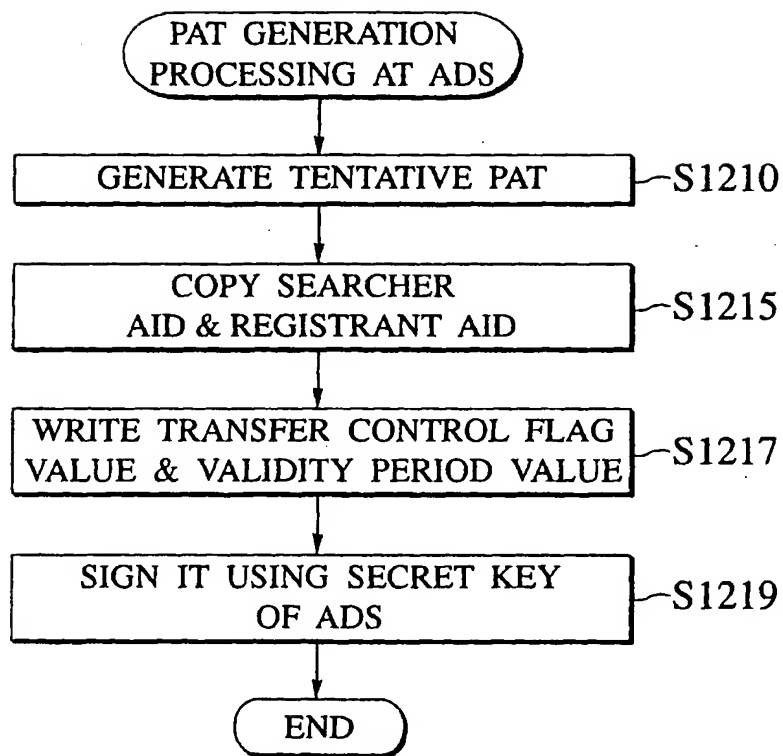 PAT GENERATION
PROCESSING AT ADS
GENERATE TENTATIVE PAT
S1210
COPY SEARCHER
AID & REGISTRANT AID
S1215
WRITE TRANSFER CONTROL FLAG
VALUE & VALIDITY PERIOD VALUE
S1217
SIGN IT USING SECRET KEY
OF ADS
S1219
END